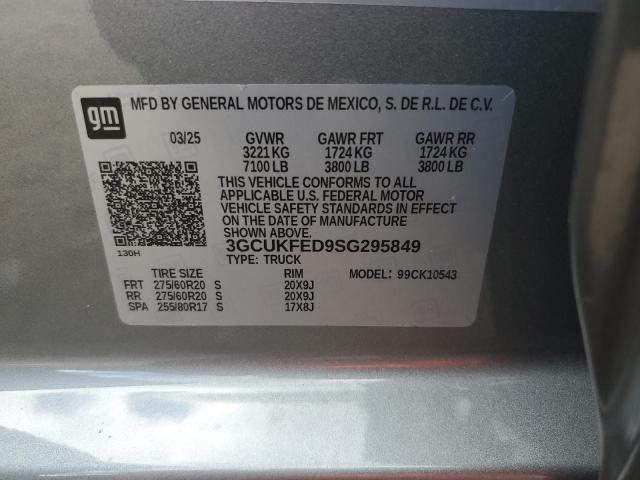 gm
MFD BY GENERAL MOTORS DE MEXICO, S. DE R.L. DE C.V.
03/25 GVWR GAWR FRT GAWR RR
3221 KG 1724 KG 1724 KG
7100 LB 3800 LB 3800 LB
THIS VEHICLE CONFORMS TO ALL
APPLICABLE U.S. FEDERAL MOTOR
VEHICLE SAFETY STANDARDS IN EFFECT
ON THE DATE OF MANUFACTURE
SHOWN ABOVE.
130H 3GCUKFED9SG295849
TYPE: TRUCK
TIRE SIZE RIM MODEL: 99CK10543
FRT 275/60R20 S 20X9J
RR 275/60R20 S 20X9J
SPA 255/80R17 S 17X8J